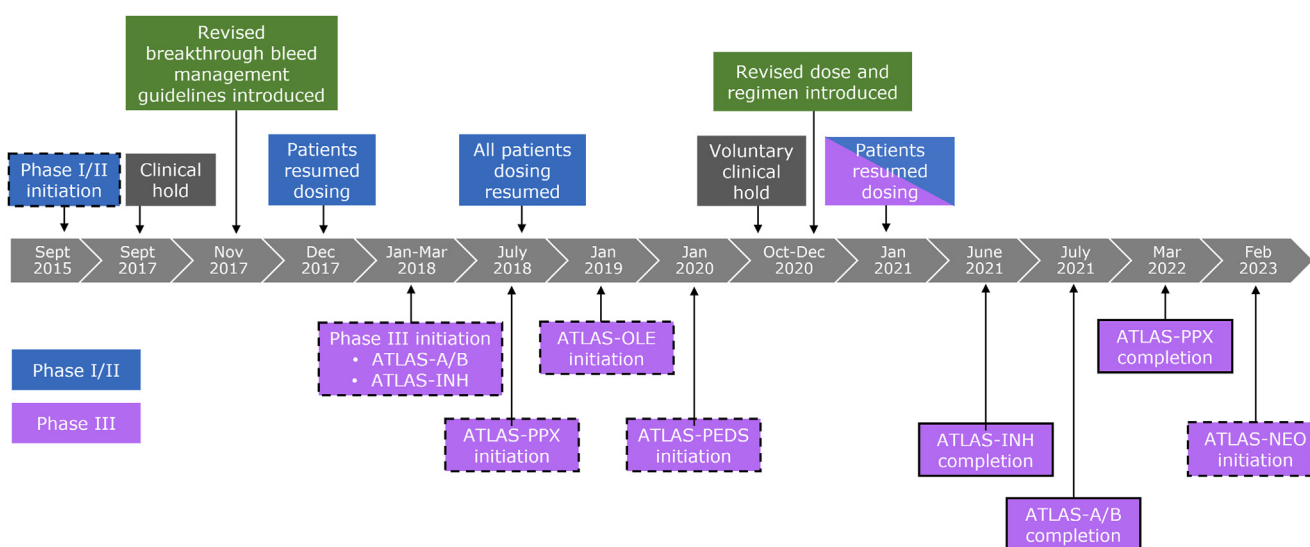 Revised
breakthrough bleed
management
guidelines introduced
Revised dose and
regimen introduced
Phase I/II
initiation
Clinical
hold
Patients
resumed
dosing
All patients
dosing
resumed
Voluntary
clinical
hold
Patients
resumed
dosing
Sept
2015
Sept
2017
Nov
2017
Dec
2017
Jan-Mar
2018
July
2018
Jan
2019
Jan
2020
Oct-Dec
2020
Jan
2021
June
2021
July
2021
Mar
2022
Feb
2023
Phase III initiation
• ATLAS-A/B
• ATLAS-INH
ATLAS-OLE
initiation
ATLAS-PPX
completion
Phase I/II
Phase III
ATLAS-PPX
initiation
ATLAS-PEDS
initiation
ATLAS-INH
completion
ATLAS-NEO
initiation
ATLAS-A/B
completion